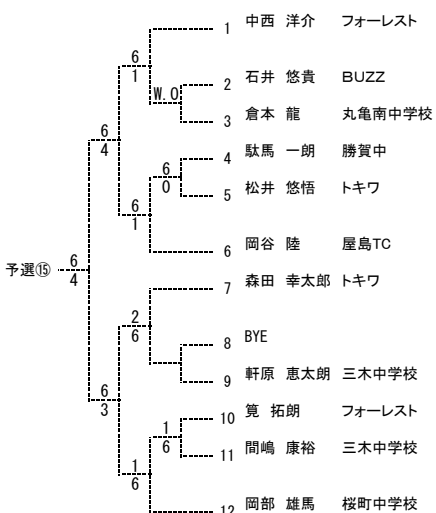 1 中西 洋介 フォーレスト
6
1
2 石井 悠貴 BUZZ
W.O
3 倉本 龍 丸亀南中学校
6
4
4 駄馬 一朗 勝賀中
6
0
5 松井 悠悟 トキワ
6
1
6 岡谷 陸 屋島TC
予選⑮
6
4
7 森田 幸太郎 トキワ
2
6
8 BYE
9 軒原 恵太朗 三木中学校
6
3
10 筧 拓朗 フォーレスト
1
6
11 間嶋 康裕 三木中学校
1
6
12 岡部 雄馬 桜町中学校